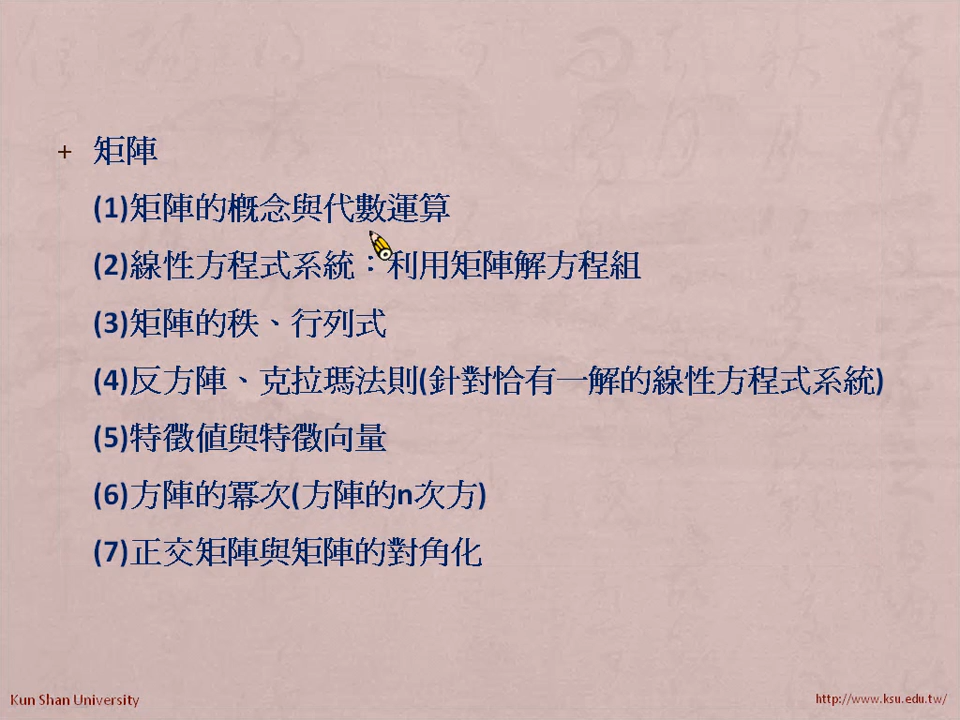 + 矩陣
(1)矩陣的概念與代數運算
(2)線性方程式系統：利用矩陣解方程組
(3)矩陣的秩、行列式
(4)反方陣、克拉瑪法則(針對恰有一解的線性方程式系統)
(5)特徵值與特徵向量
(6)方陣的冪次(方陣的n次方)
(7)正交矩陣與矩陣的對角化
Kun Shan University
http://www.ksu.edu.tw/